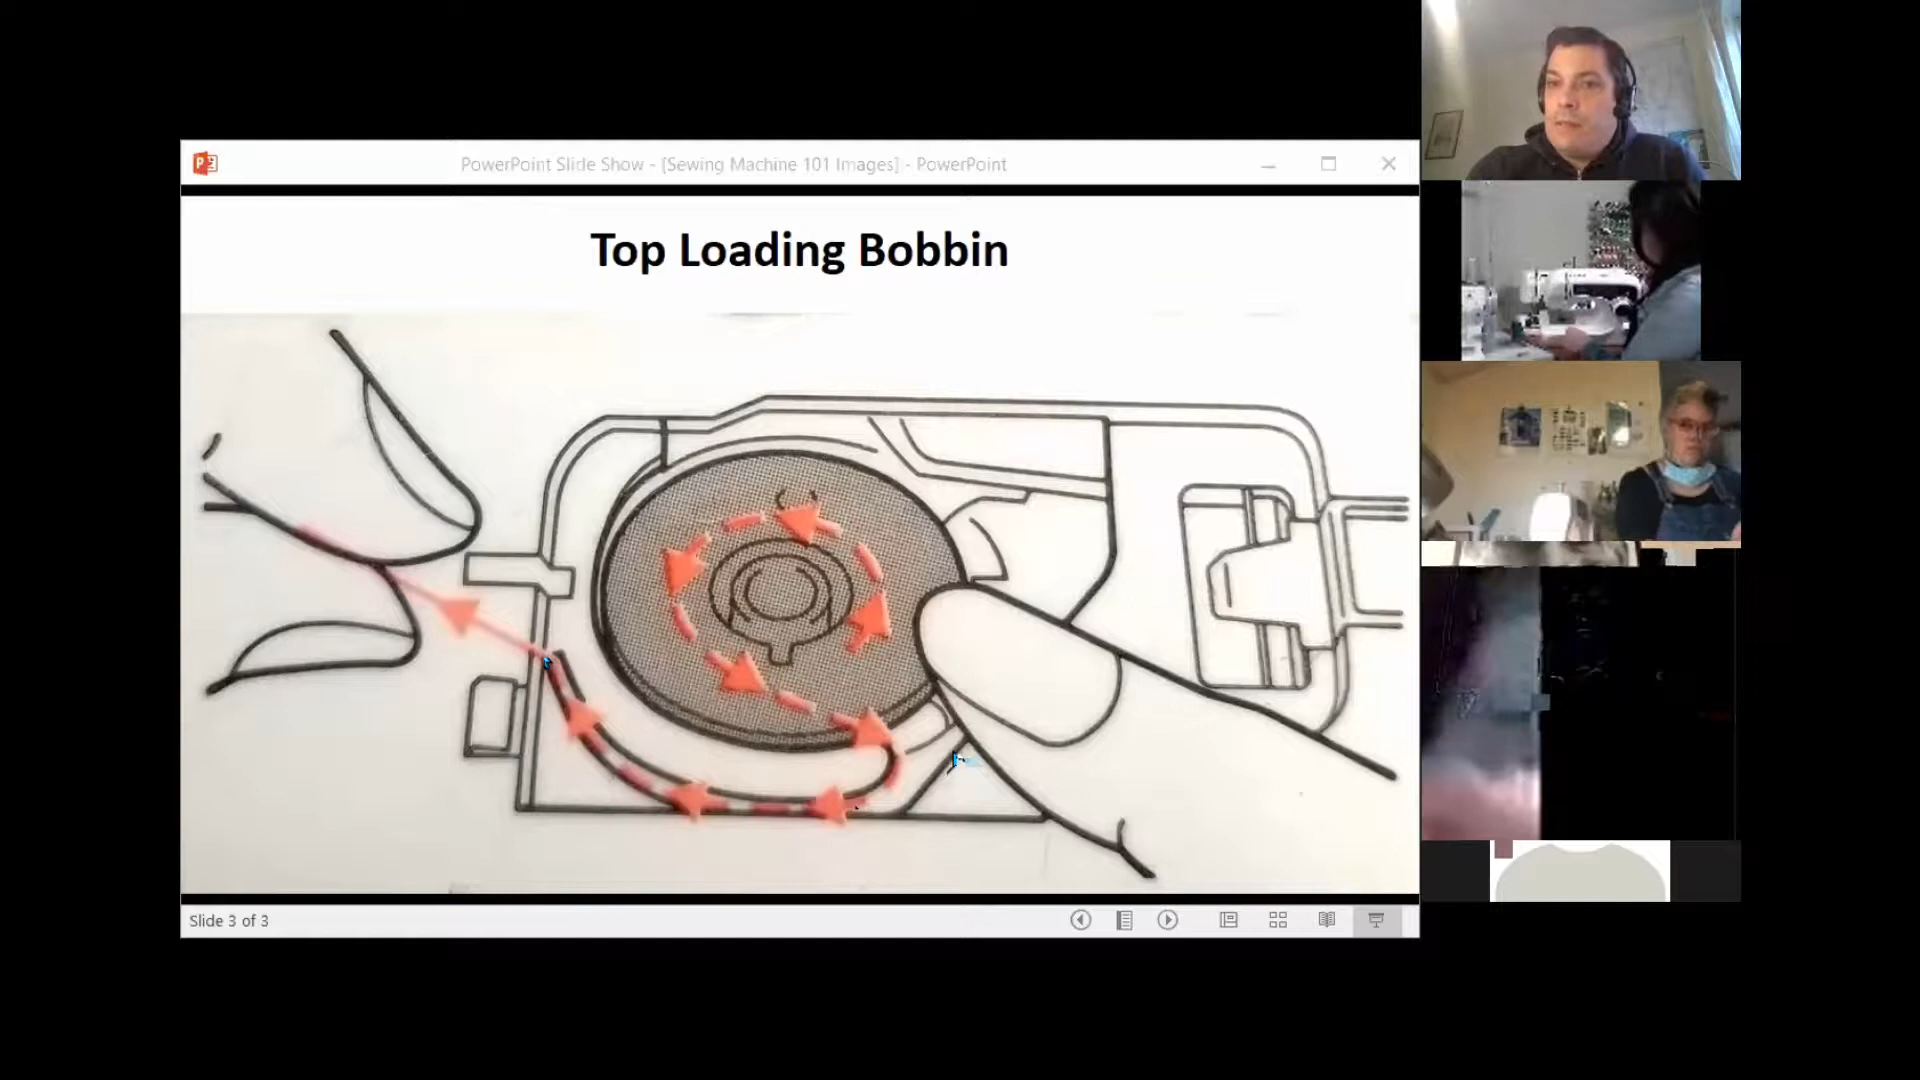 PowerPoint Slide Show - [Sewing Machine 101 Images] - PowerPoint
Top Loading Bobbin
Slide 3 of 3